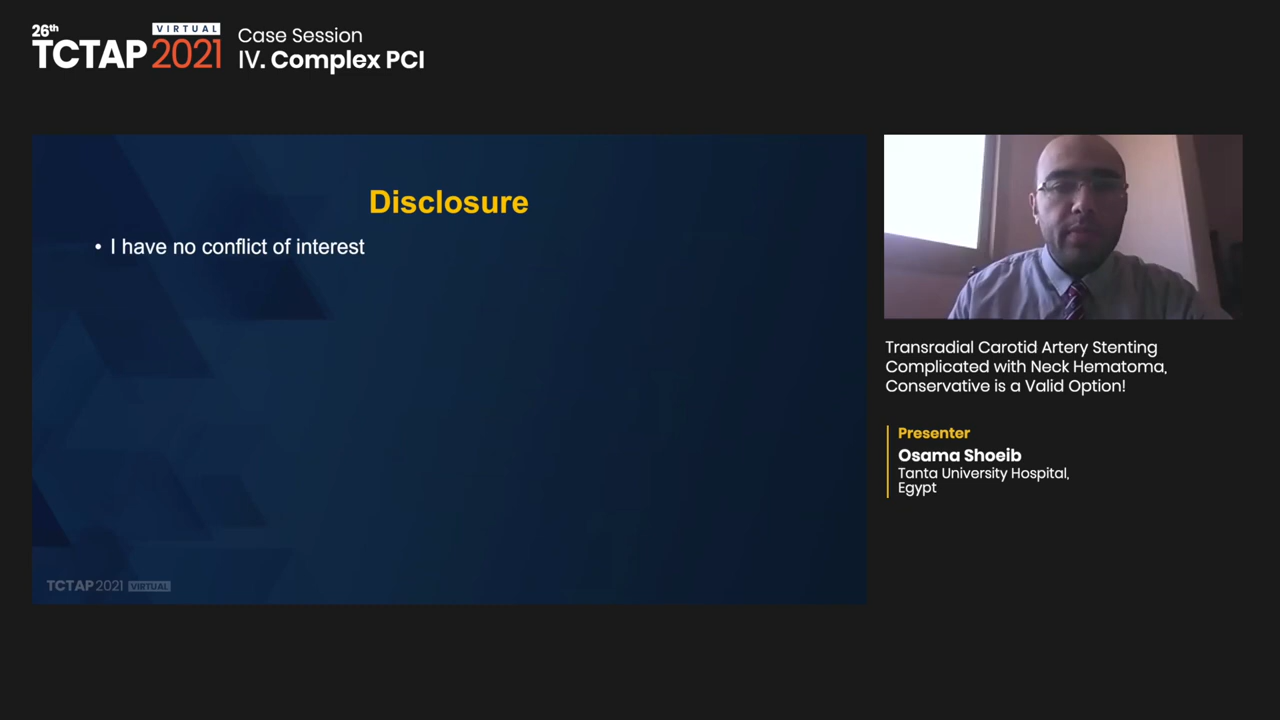 26th
VIRTUAL
TCTAP 2021
Case Session
IV. Complex PCI
Disclosure
• I have no conflict of interest
TCTAP 2021 VIRTUAL
Transradial Carotid Artery Stenting
Complicated with Neck Hematoma,
Conservative is a Valid Option!
Presenter
Osama Shoeib
Tanta University Hospital,
Egypt